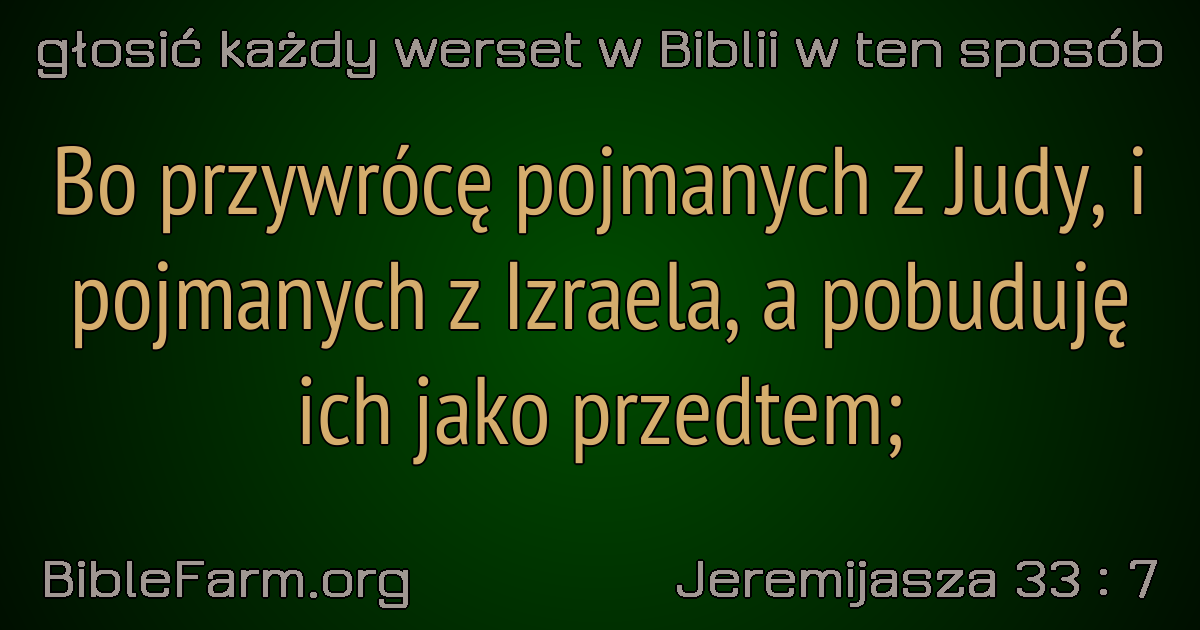 głosić każdy werset w Biblii w ten sposób
Bo przywrócę pojmanych z Judy, i
pojmanych z Izraela, a pobuduję
ich jako przedtem;
BibleFarm.org
Jeremijasza 33 : 7